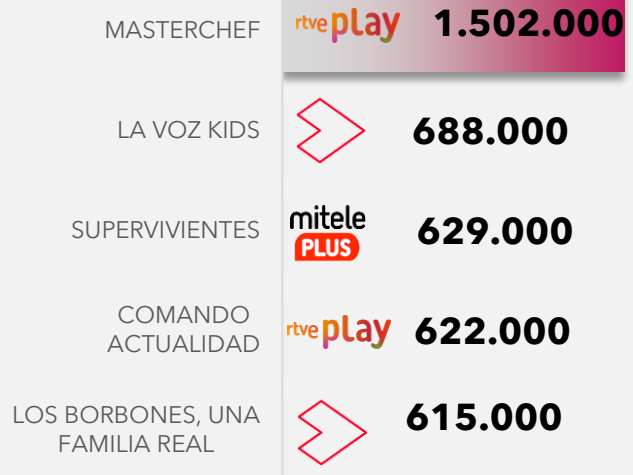 MASTERCHEF rtve play 1.502.000
LA VOZ KIDS 688.000
SUPERVIVIENTES mitele PLUS 629.000
COMANDO
ACTUALIDAD rtve play 622.000
LOS BORBONES, UNA
FAMILIA REAL 615.000